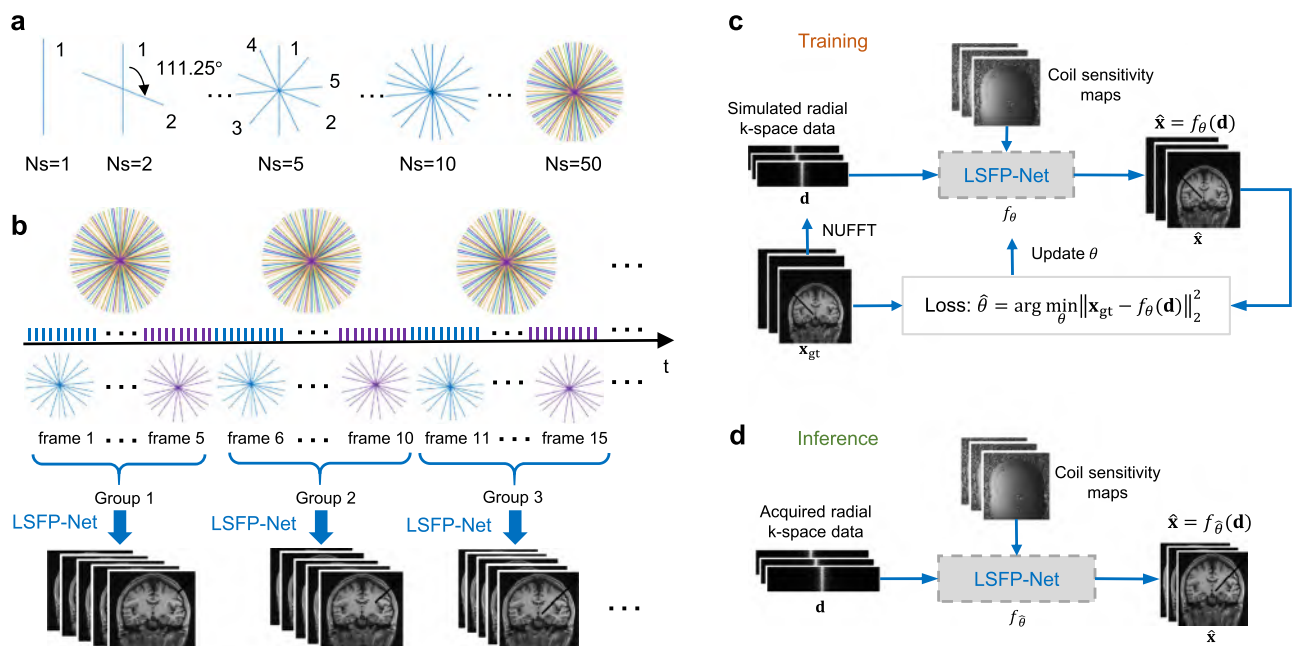 a
1
1
111.25°
2
4
1
5
3
2
...
...
...
Ns=1
Ns=2
Ns=5
Ns=10
Ns=50
b
...
...
...
...
t
...
...
...
...
frame 1 ... frame 5 frame 6 ... frame 10 frame 11 ... frame 15
Group 1
Group 2
Group 3
LSFP-Net
LSFP-Net
LSFP-Net
...
c
Training
Coil sensitivity
maps
Simulated radial
k-space data
d
LSFP-Net
f_θ
x̂ = f_θ(d)
x̂
NUFFT
Update θ
x_gt
Loss: θ̂ = arg min_θ ‖x_gt − f_θ(d)‖₂²
d
Inference
Coil sensitivity
maps
Acquired radial
k-space data
d
LSFP-Net
f_θ̂
x̂ = f_θ̂(d)
x̂